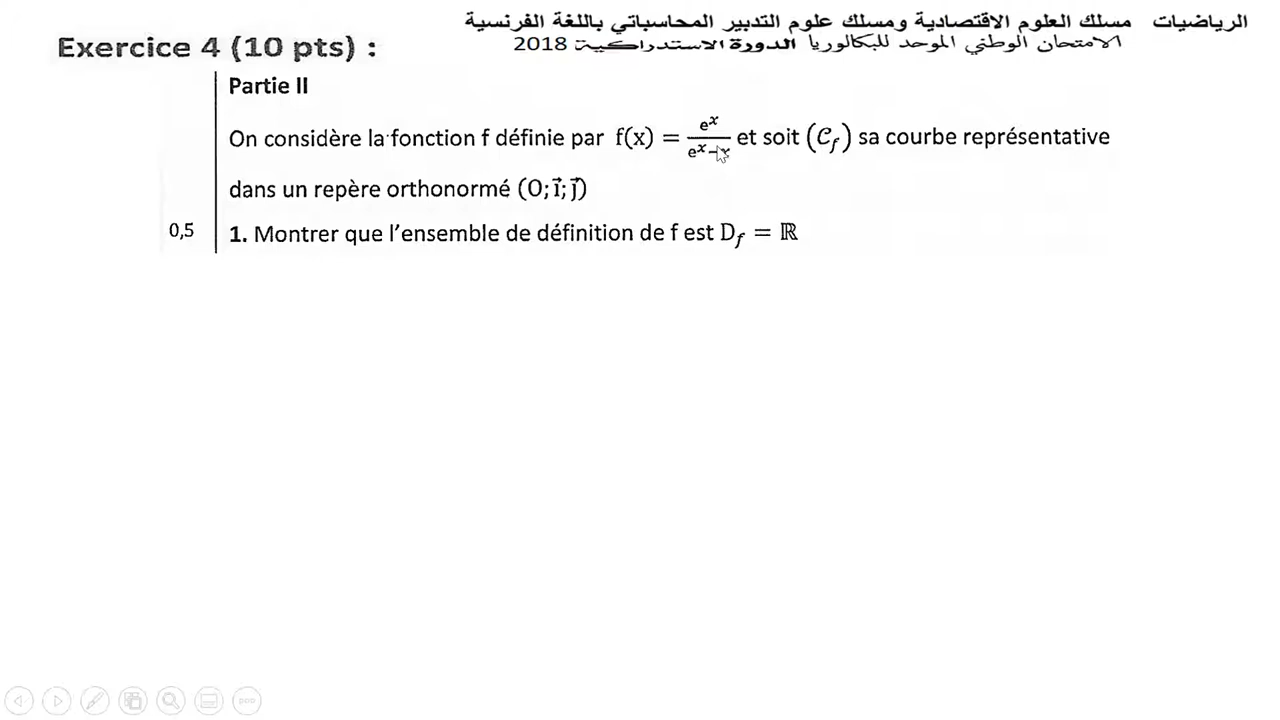 الرياضيات مسلك العلوم الاقتصادية ومسلك علوم التدبير المحاسباتي باللغة الفرنسية
الامتحان الوطني الموحد للبكالوريا الدورة الاستدراكية 2018
Exercice 4 (10 pts) :
Partie II
On considère la fonction f définie par f(x) = eˣ/(eˣ−x) et soit (𝒞f) sa courbe représentative
dans un repère orthonormé (O; i⃗; j⃗)
0,5 1. Montrer que l’ensemble de définition de f est Df = ℝ